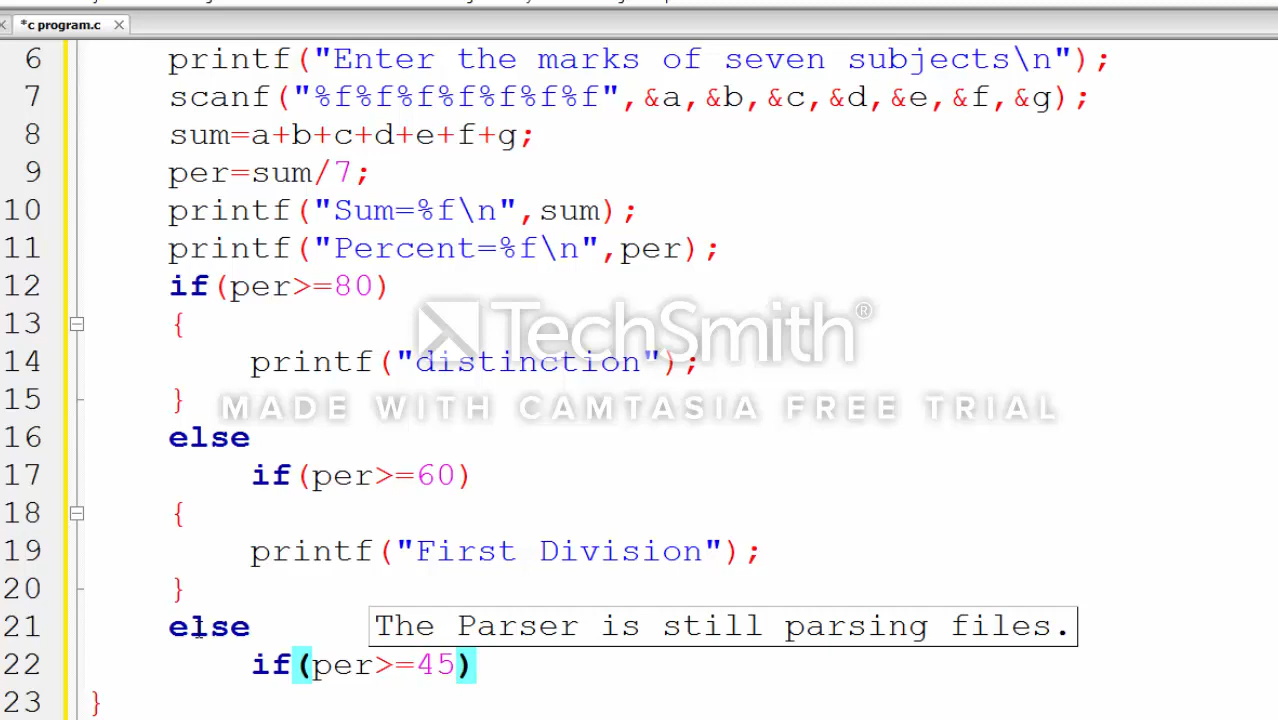 *c program.c
6 printf("Enter the marks of seven subjects\n");
7 scanf("%f%f%f%f%f%f%f",&a,&b,&c,&d,&e,&f,&g);
8 sum=a+b+c+d+e+f+g;
9 per=sum/7;
10 printf("Sum=%f\n",sum);
11 printf("Percent=%f\n",per);
12 if(per>=80)
13 {
TechSmith®
14 printf("distinction");
15 }
MADE WITH CAMTASIA FREE TRIAL
16 else
17 if(per>=60)
18 {
19 printf("First Division");
20 }
21 else
The Parser is still parsing files.
22 if(per>=45)
23 }